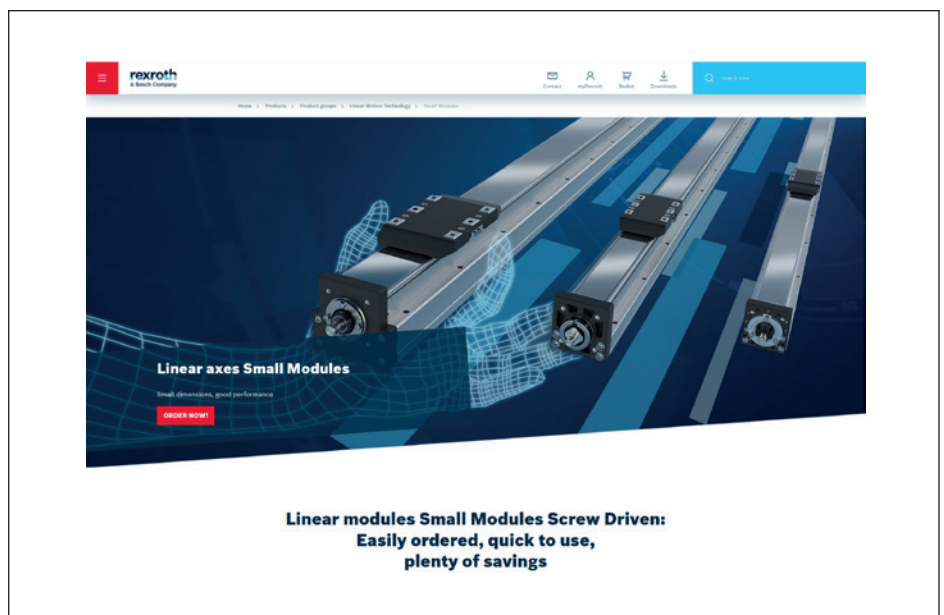 rexroth
A Bosch Company
Contact
myRexroth
Basket
Downloads
Home > Products > Product groups > Linear Motion Technology > Small Modules
Linear axes Small Modules
Small dimensions, good performance
ORDER NOW!
Linear modules Small Modules Screw Driven:
Easily ordered, quick to use,
plenty of savings